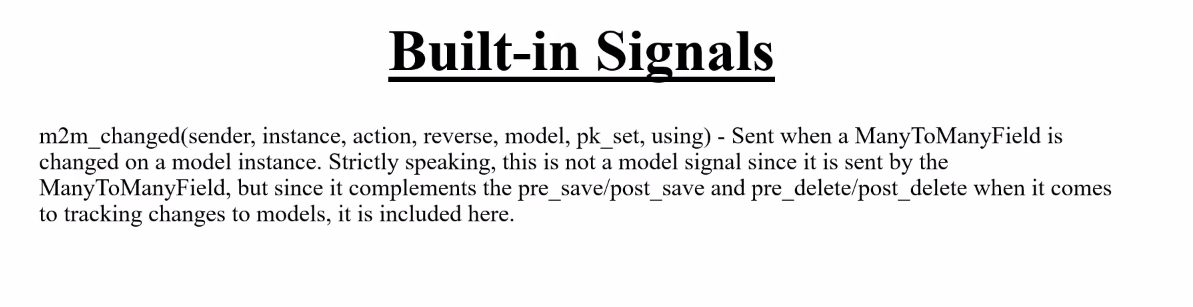 Built-in Signals
m2m_changed(sender, instance, action, reverse, model, pk_set, using) - Sent when a ManyToManyField is
changed on a model instance. Strictly speaking, this is not a model signal since it is sent by the
ManyToManyField, but since it complements the pre_save/post_save and pre_delete/post_delete when it comes
to tracking changes to models, it is included here.